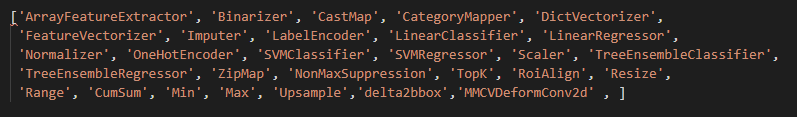 ['ArrayFeatureExtractor', 'Binarizer', 'CastMap', 'CategoryMapper', 'DictVectorizer',
'FeatureVectorizer', 'Imputer', 'LabelEncoder', 'LinearClassifier', 'LinearRegressor',
'Normalizer', 'OneHotEncoder', 'SVMClassifier', 'SVMRegressor', 'Scaler', 'TreeEnsembleClassifier',
'TreeEnsembleRegressor', 'ZipMap', 'NonMaxSuppression', 'TopK', 'RoiAlign', 'Resize',
'Range', 'CumSum', 'Min', 'Max', 'Upsample','delta2bbox','MMCVDeformConv2d' , ]